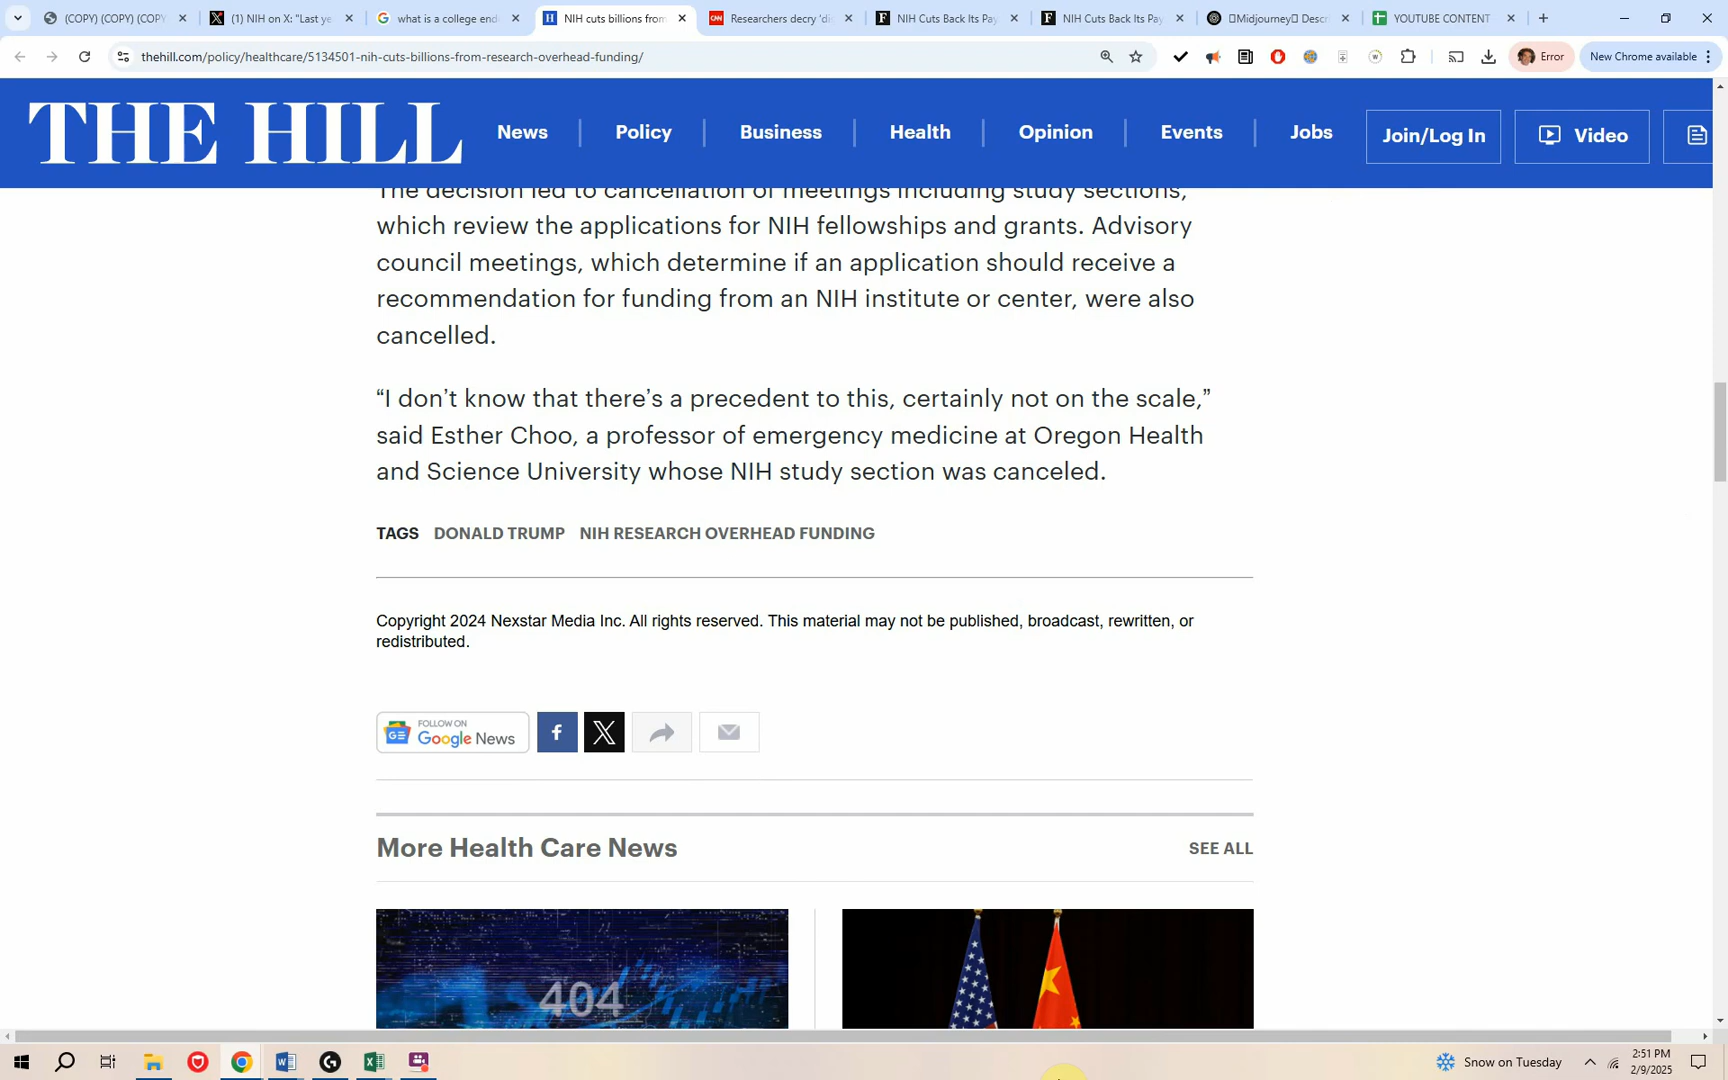 (COPY) (COPY) (COPY
(1) NIH on X: "Last ye
what is a college end
NIH cuts billions from
Researchers decry 'di
NIH Cuts Back Its Pay
NIH Cuts Back Its Pay
Midjourney Desc
YOUTUBE CONTENT
thehill.com/policy/healthcare/5134501-nih-cuts-billions-from-research-overhead-funding/
Error
New Chrome available
THE HILL
News
Policy
Business
Health
Opinion
Events
Jobs
Join/Log In
Video
The decision led to cancellation of meetings including study sections,
which review the applications for NIH fellowships and grants. Advisory
council meetings, which determine if an application should receive a
recommendation for funding from an NIH institute or center, were also
cancelled.
“I don’t know that there’s a precedent to this, certainly not on the scale,”
said Esther Choo, a professor of emergency medicine at Oregon Health
and Science University whose NIH study section was canceled.
TAGS DONALD TRUMP NIH RESEARCH OVERHEAD FUNDING
Copyright 2024 Nexstar Media Inc. All rights reserved. This material may not be published, broadcast, rewritten, or
redistributed.
FOLLOW ON
Google News
More Health Care News
SEE ALL
404
Snow on Tuesday
2:51 PM
2/9/2025